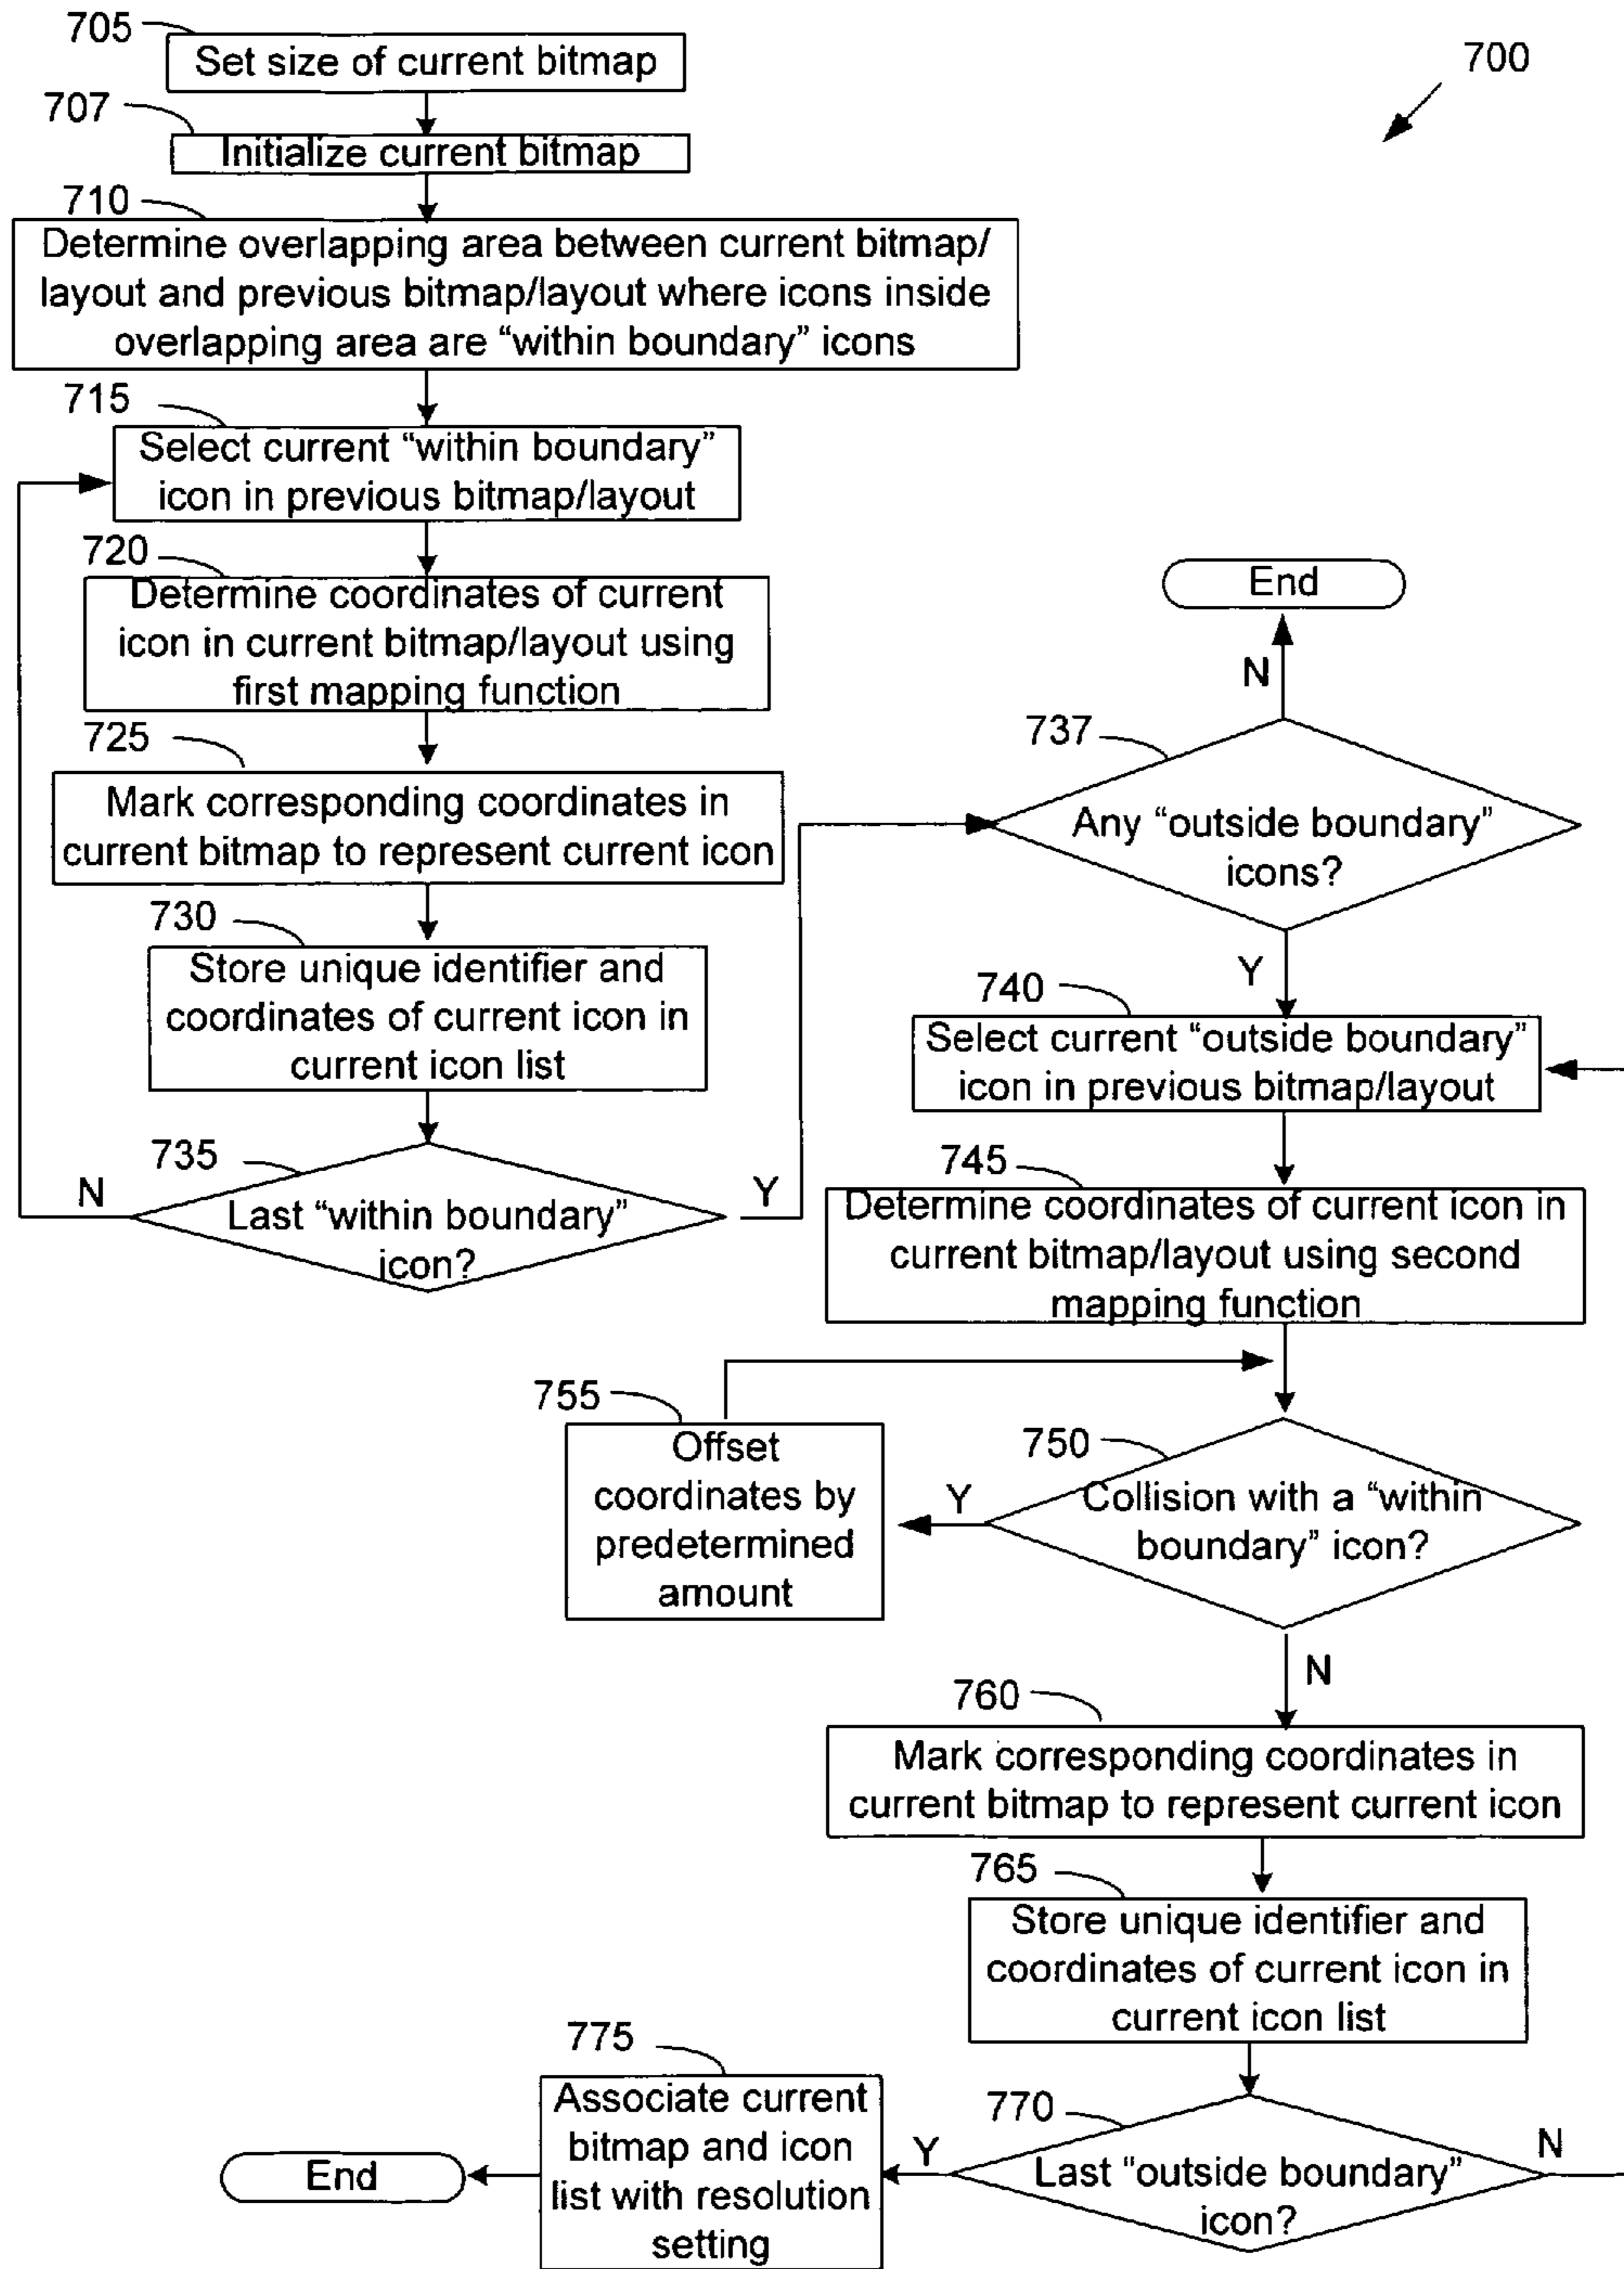 705
Set size of current bitmap
700
707
Initialize current bitmap
710
Determine overlapping area between current bitmap/
layout and previous bitmap/layout where icons inside
overlapping area are “within boundary” icons
715
Select current “within boundary”
icon in previous bitmap/layout
720
Determine coordinates of current
icon in current bitmap/layout using
first mapping function
725
Mark corresponding coordinates in
current bitmap to represent current icon
730
Store unique identifier and
coordinates of current icon in
current icon list
735
N
Last “within boundary”
icon?
Y
End
N
737
Any “outside boundary”
icons?
Y
740
Select current “outside boundary”
icon in previous bitmap/layout
745
Determine coordinates of current icon in
current bitmap/layout using second
mapping function
750
Collision with a “within
boundary” icon?
Y
755
Offset
coordinates by
predetermined
amount
N
760
Mark corresponding coordinates in
current bitmap to represent current icon
765
Store unique identifier and
coordinates of current icon in
current icon list
770
Last “outside boundary”
icon?
N
Y
775
Associate current
bitmap and icon
list with resolution
setting
End